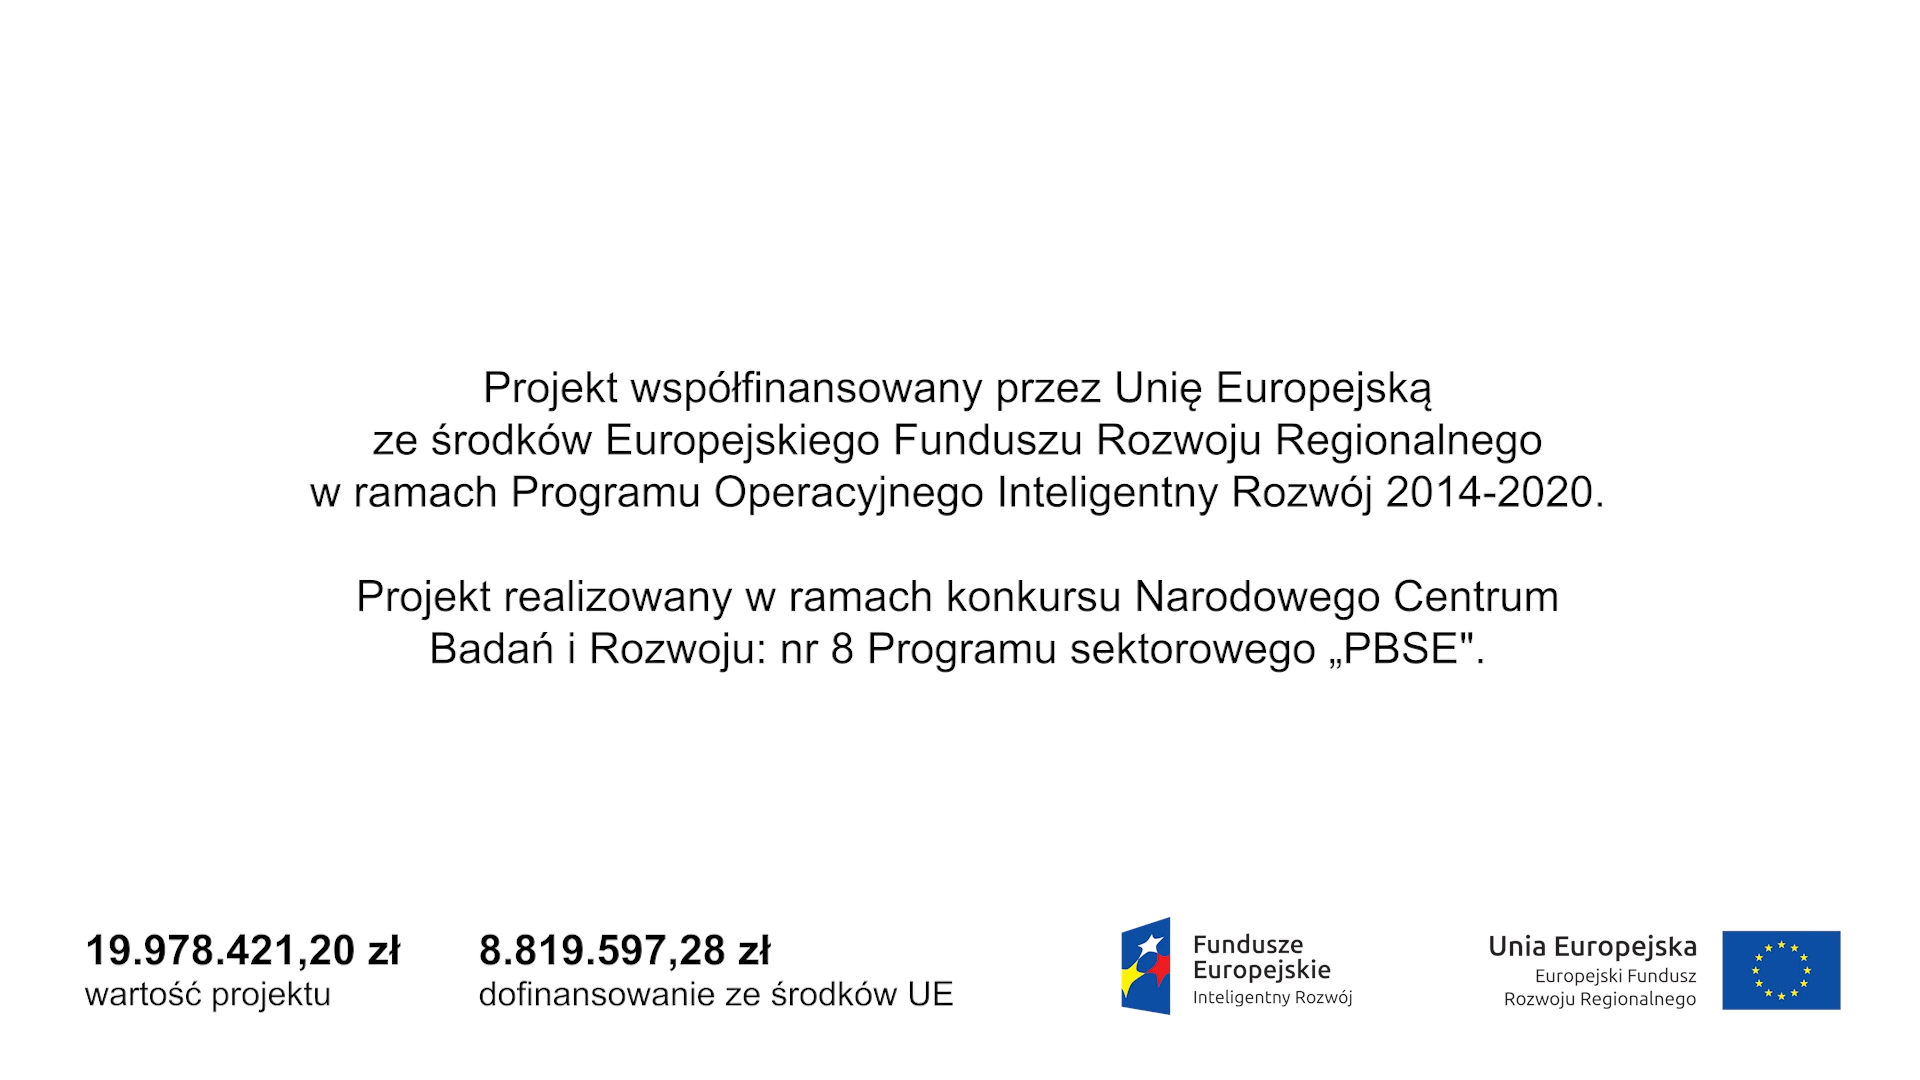 Projekt współfinansowany przez Unię Europejską
ze środków Europejskiego Funduszu Rozwoju Regionalnego
w ramach Programu Operacyjnego Inteligentny Rozwój 2014-2020.
Projekt realizowany w ramach konkursu Narodowego Centrum
Badań i Rozwoju: nr 8 Programu sektorowego „PBSE".
19.978.421,20 zł
wartość projektu
8.819.597,28 zł
dofinansowanie ze środków UE
Fundusze
Europejskie
Inteligentny Rozwój
Unia Europejska
Europejski Fundusz
Rozwoju Regionalnego